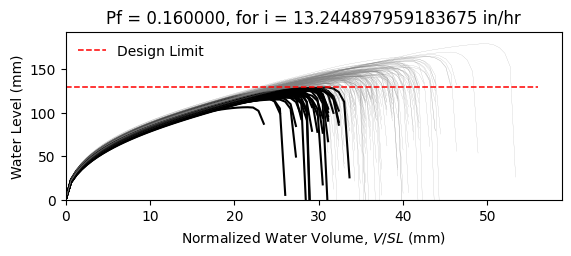 Pf = 0.160000, for i = 13.244897959183675 in/hr
Design Limit
Water Level (mm)
150
100
50
0
0 10 20 30 40 50
Normalized Water Volume, V/SL (mm)